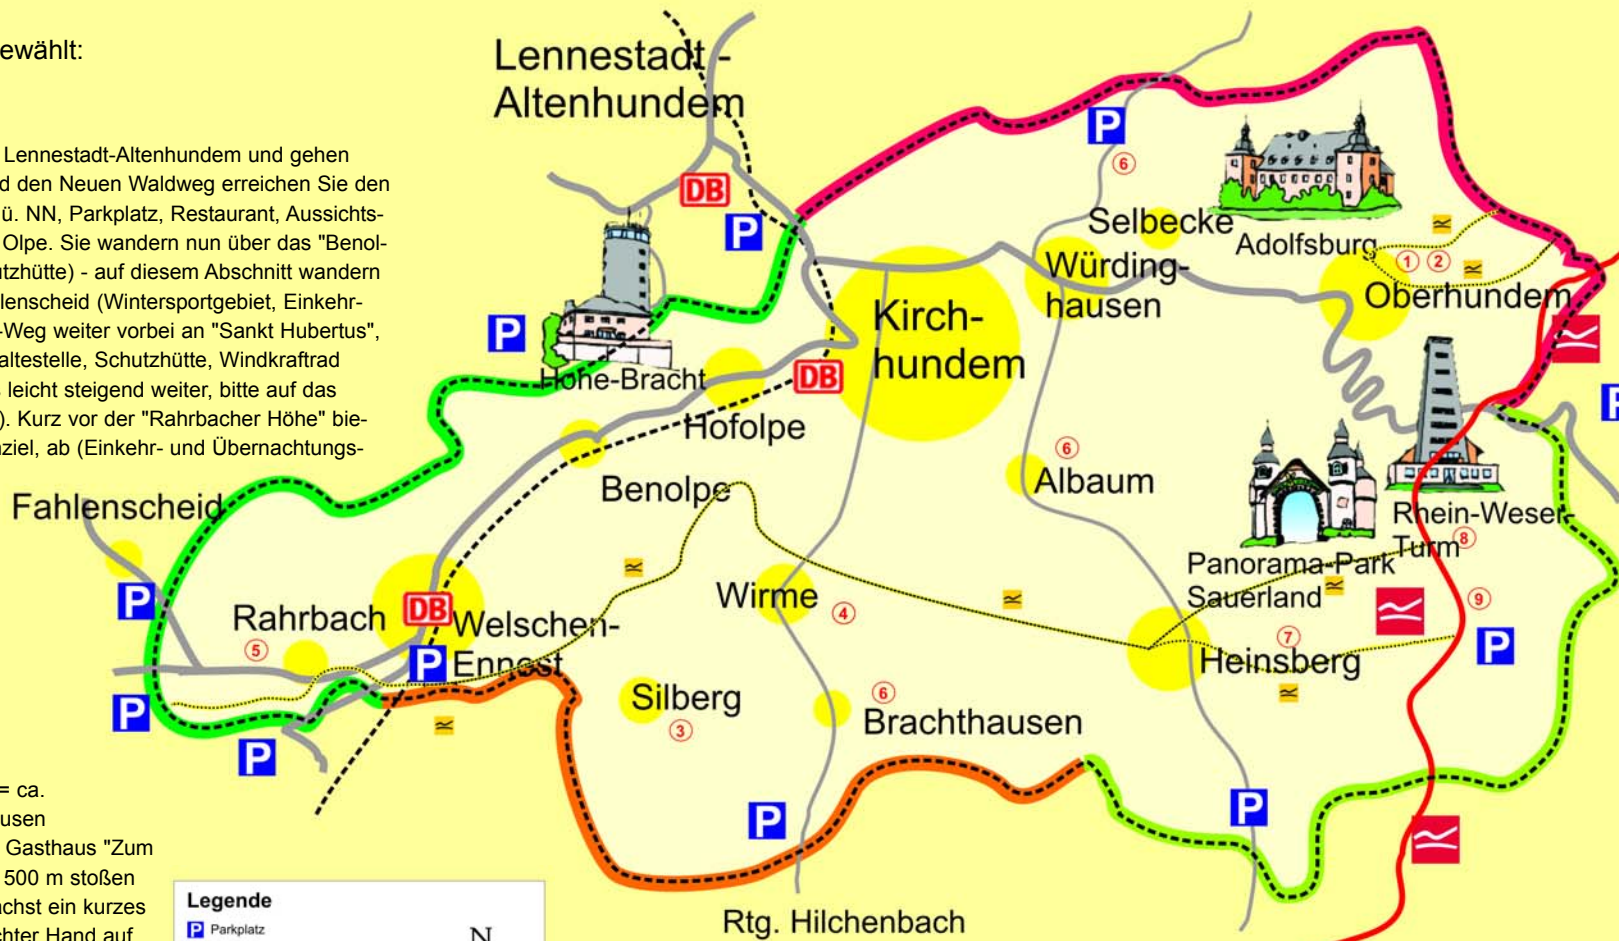 ewählt:
Lennestadt-Altenhundem und gehen
d den Neuen Waldweg erreichen Sie den
ü. NN, Parkplatz, Restaurant, Aussichts-
Olpe. Sie wandern nun über das "Benol-
utzhütte) - auf diesem Abschnitt wandern
lenscheid (Wintersportgebiet, Einkehr-
-Weg weiter vorbei an "Sankt Hubertus",
altestelle, Schutzhütte, Windkraftrad
s leicht steigend weiter, bitte auf das
). Kurz vor der "Rahrbacher Höhe" bie-
nziel, ab (Einkehr- und Übernachtungs-
Lennestadt -
Altenhundem
DB
P
P
6
Selbecke
Adolfsburg
1 2
Würding-
hausen
Oberhundem
P
Hohe-Bracht
DB
Kirch-
hundem
P
Hofolpe
Benolpe
6
Albaum
Fahlenscheid
Rhein-Weser-
Turm
8
Panorama-Park
Sauerland
P
Rahrbach
5
DB
Welschen-
Ennest
P
Wirme
4
9
7
P
Heinsberg
P
P
Silberg
3
6
Brachthausen
P
P
= ca.
usen
Gasthaus "Zum
500 m stoßen
ächst ein kurzes
chter Hand auf
Legende
P Parkplatz
N
Rtg. Hilchenbach